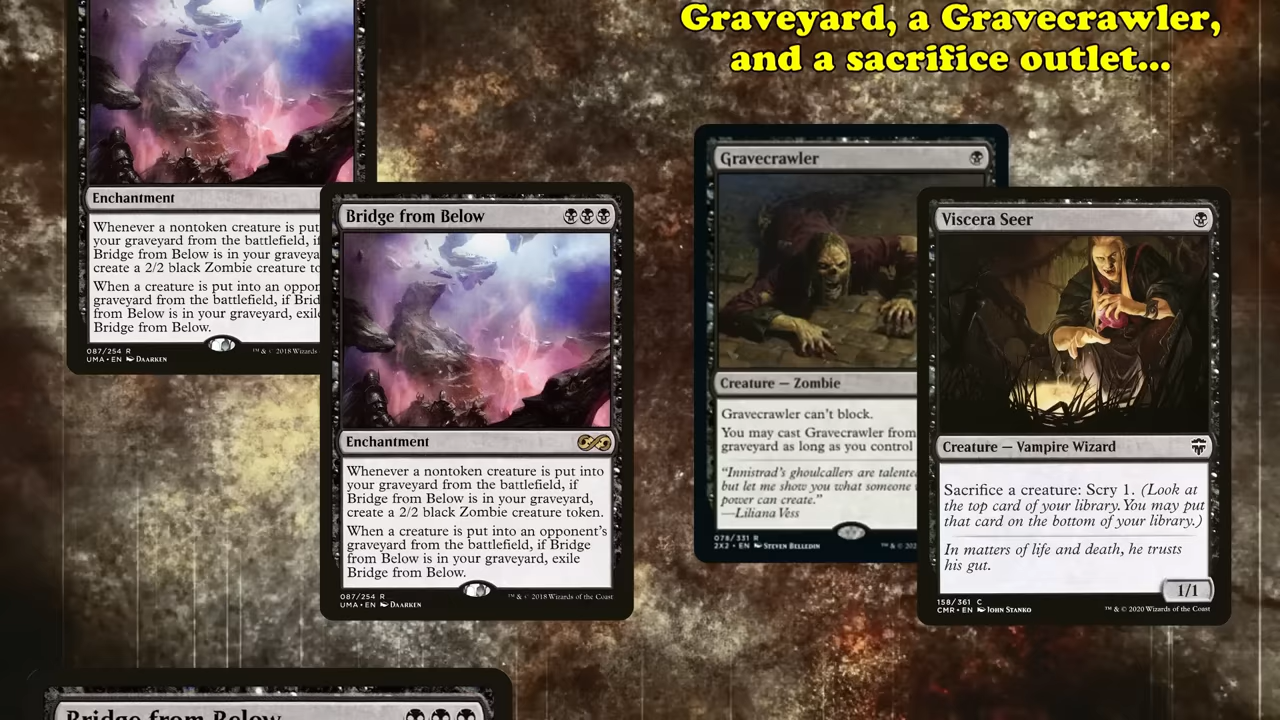 Graveyard, a Gravecrawler,
and a sacrifice outlet...
Enchantment
Whenever a nontoken creature is put
your graveyard from the battlefield, if
Bridge from Below is in your graveya
create a 2/2 black Zombie creature to
When a creature is put into an oppon
graveyard from the battlefield, if Brid
from Below is in your graveyard, exile
Bridge from Below.
087/254 R
UMA • EN DAARKEN
™ & © 2018 Wizards
Bridge from Below
Enchantment
Whenever a nontoken creature is put into
your graveyard from the battlefield, if
Bridge from Below is in your graveyard,
create a 2/2 black Zombie creature token.
When a creature is put into an opponent's
graveyard from the battlefield, if Bridge
from Below is in your graveyard, exile
Bridge from Below.
087/254 R
UMA • EN DAARKEN
™ & © 2018 Wizards of the Coast
Gravecrawler
Creature — Zombie
Gravecrawler can't block.
You may cast Gravecrawler from
graveyard as long as you control
"Innistrad's ghoulcallers are talente
but let me show you what someone
power can create."
—Liliana Vess
078/331 R
2X2 • EN STEVEN BELLEDIN
™ & © 202
Viscera Seer
Creature — Vampire Wizard
Sacrifice a creature: Scry 1. (Look at
the top card of your library. You may put
that card on the bottom of your library.)
In matters of life and death, he trusts
his gut.
1/1
158/361 C
CMR • EN JOHN STANKO
™ & © 2020 Wizards of the Coast
Bridge from Below